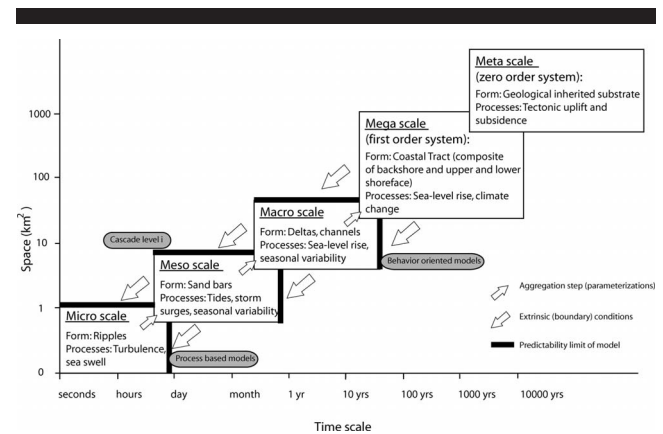 Meta scale
(zero order system):
Form: Geological inherited substrate
Processes: Tectonic uplift and
subsidence
Mega scale
(first order system):
Form: Coastal Tract (composite
of backshore and upper and lower
shoreface)
Processes: Sea-level rise, climate
change
Macro scale
Form: Deltas, channels
Processes: Sea-level rise,
seasonal variability
Cascade level i
Behavior oriented models
Meso scale
Form: Sand bars
Processes: Tides, storm
surges, seasonal variability
Micro scale
Form: Ripples
Processes: Turbulence,
sea swell
Process based models
Aggregation step (parameterizations)
Extrinsic (boundary) conditions
Predictability limit of model
Space (km²)
1000
100
10
1
0
seconds hours day month 1 yr 10 yrs 100 yrs 1000 yrs 10000 yrs
Time scale